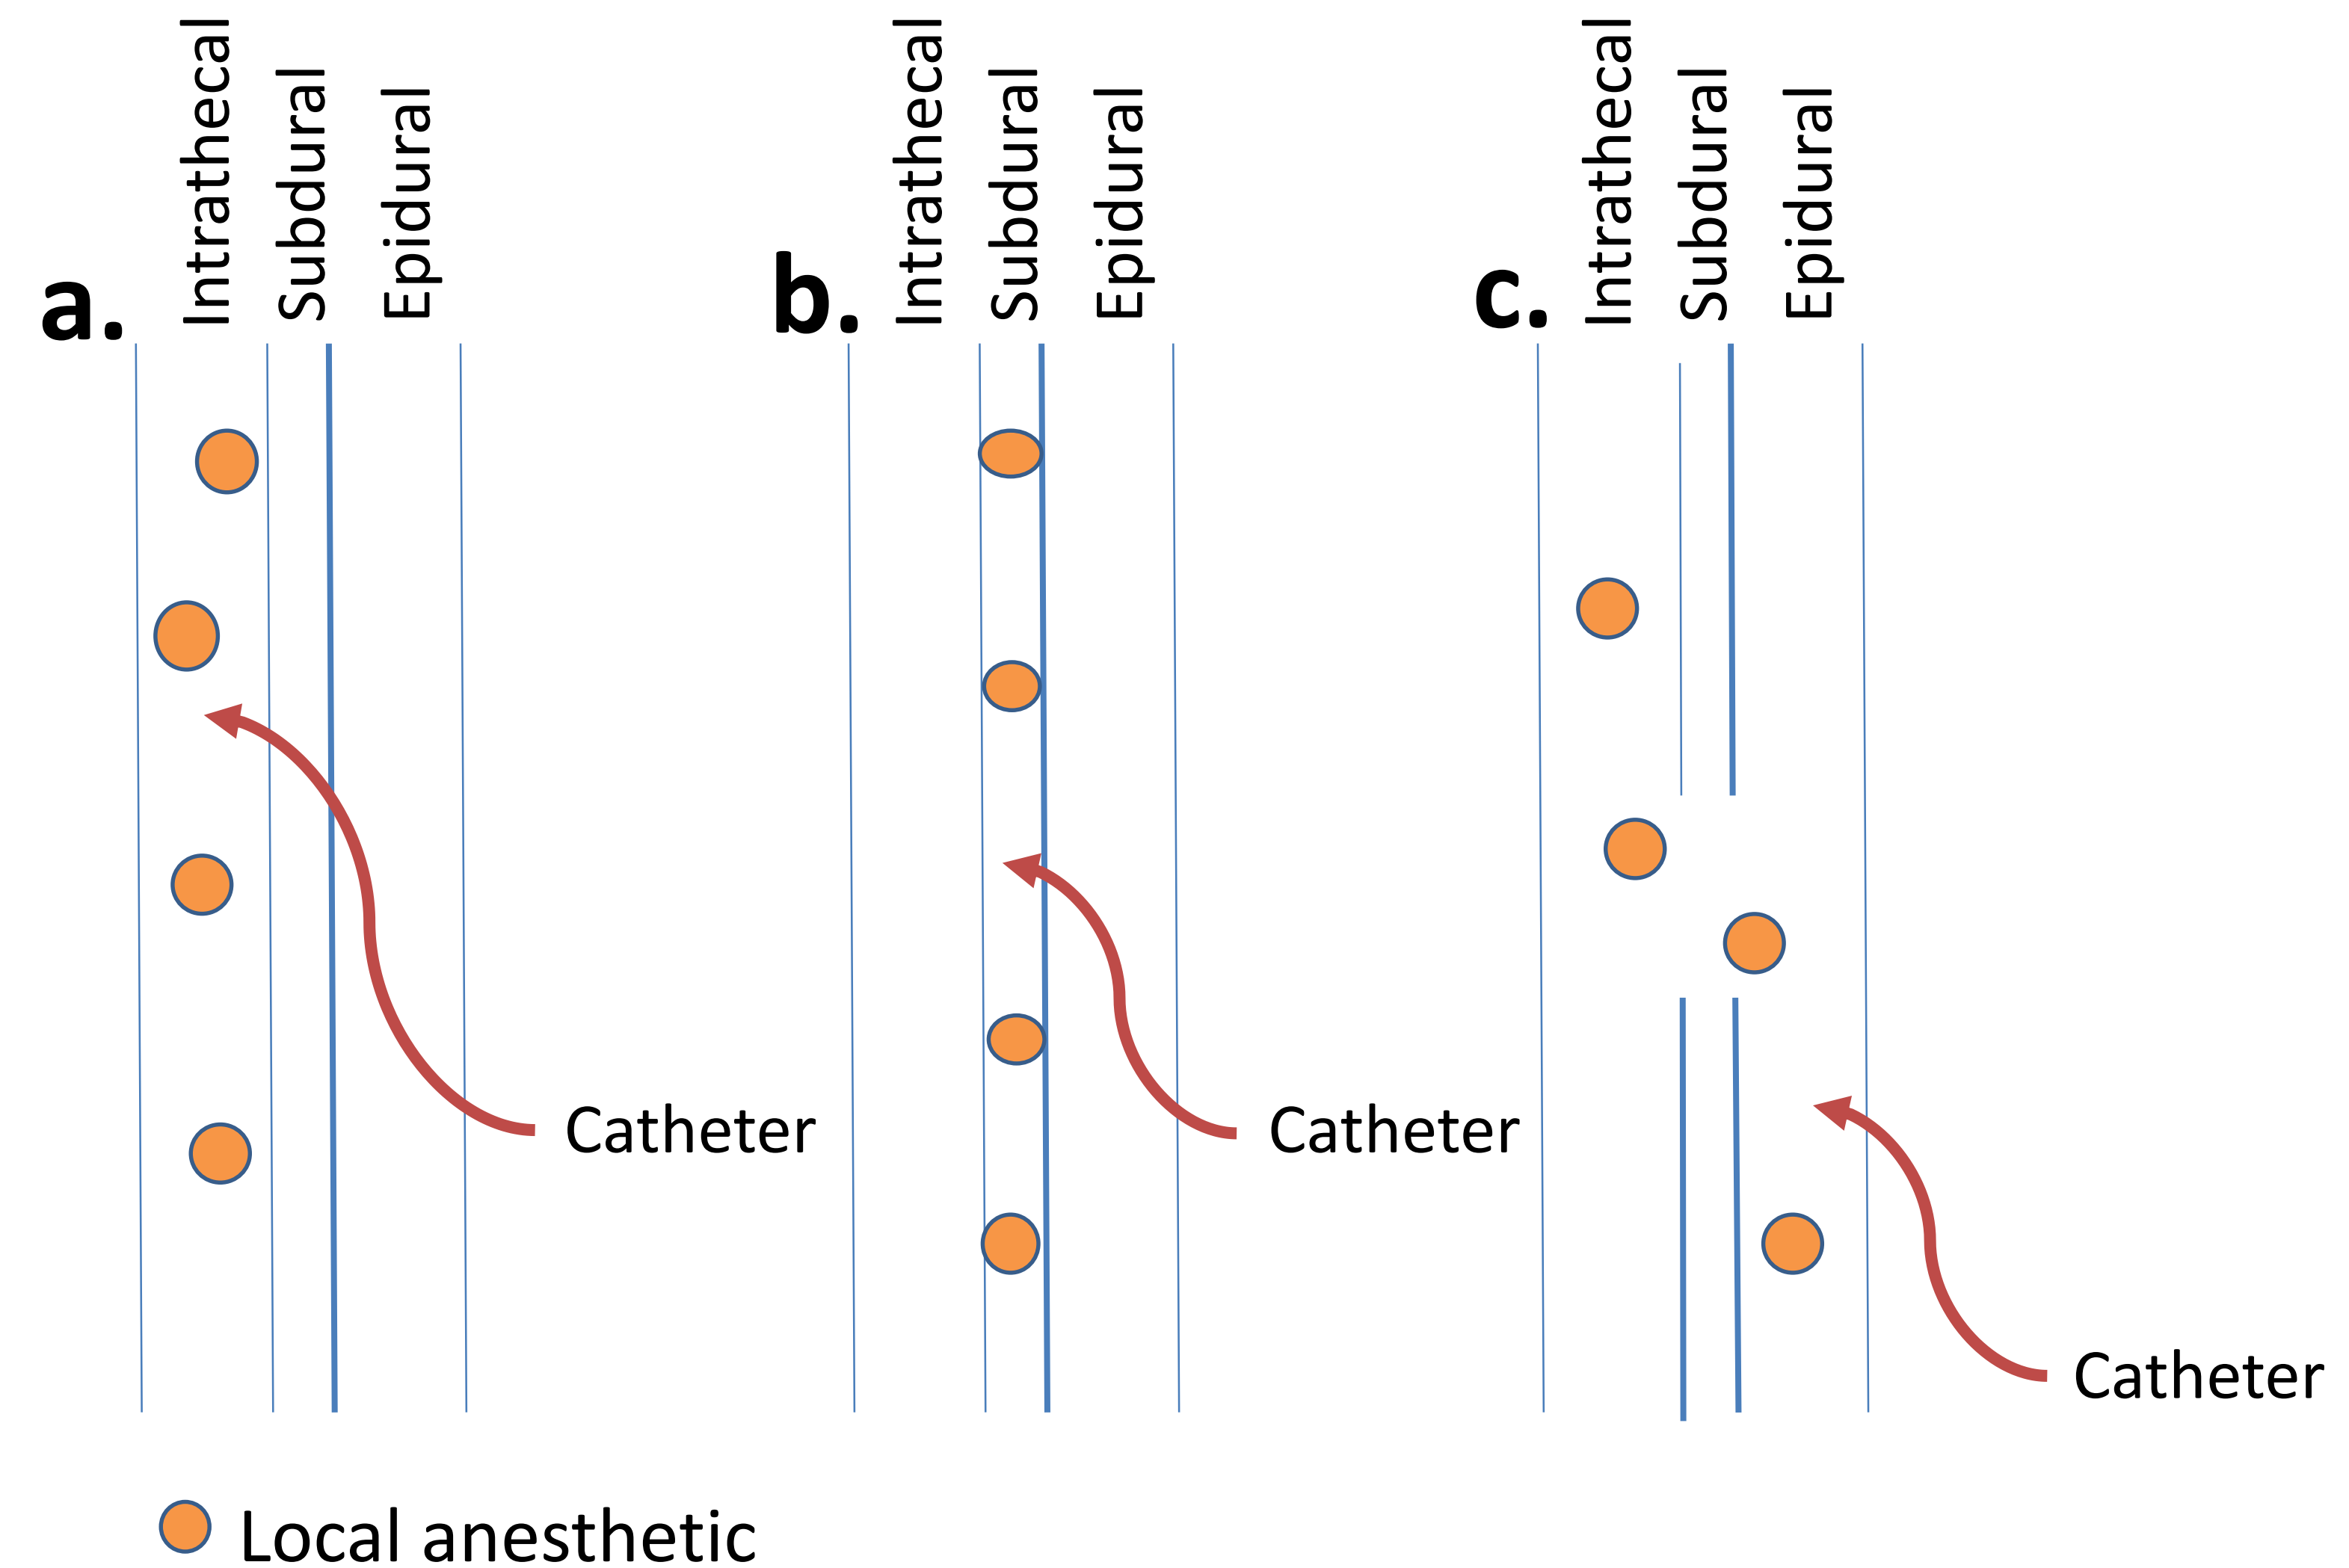 a.
Intrathecal
Subdural
Epidural
b.
Intrathecal
Subdural
Epidural
c.
Intrathecal
Subdural
Epidural
Catheter
Catheter
Catheter
Local anesthetic